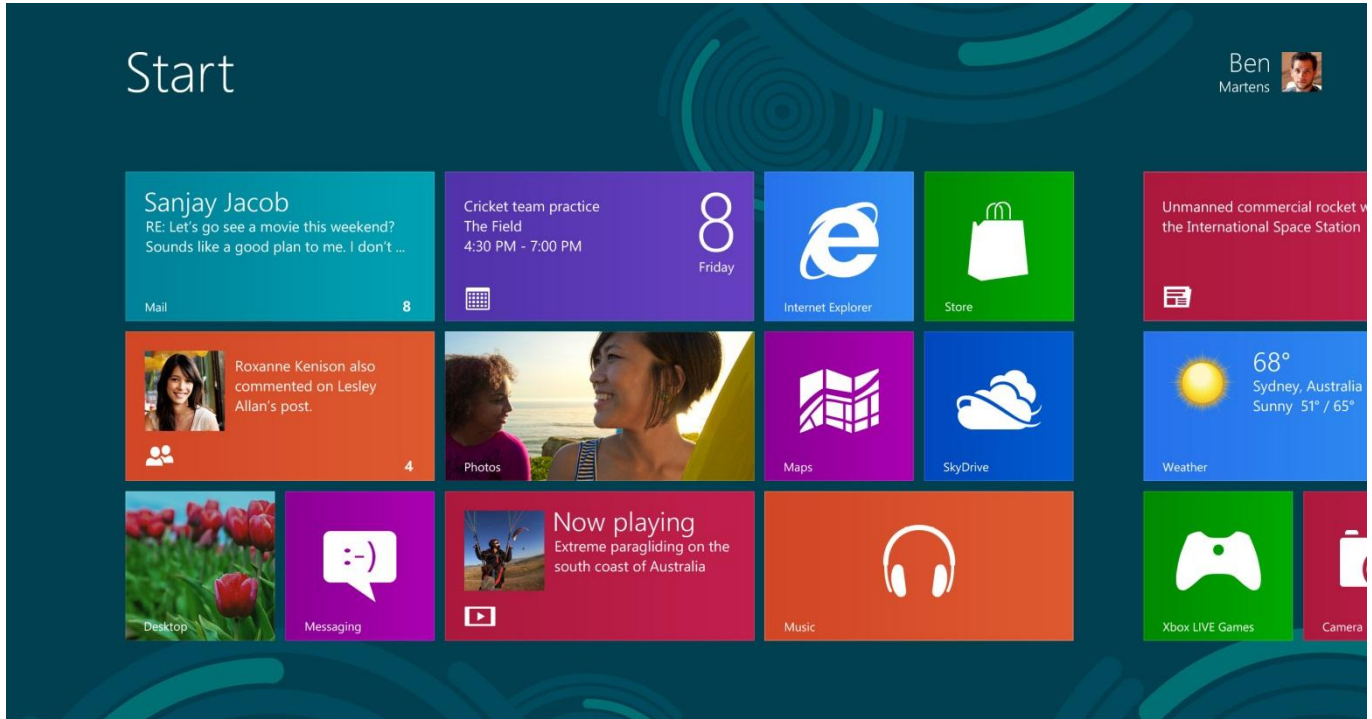 Start
Ben
Martens
Sanjay Jacob
RE: Let's go see a movie this weekend?
Sounds like a good plan to me. I don't ...
Mail
8
Cricket team practice
The Field
4:30 PM - 7:00 PM
8
Friday
Internet Explorer
Store
Unmanned commercial rocket w
the International Space Station
Roxanne Kenison also
commented on Lesley
Allan's post.
4
Photos
Maps
SkyDrive
68°
Sydney, Australia
Sunny 51° / 65°
Weather
Desktop
:-)
Messaging
Now playing
Extreme paragliding on the
south coast of Australia
Music
Xbox LIVE Games
Camera